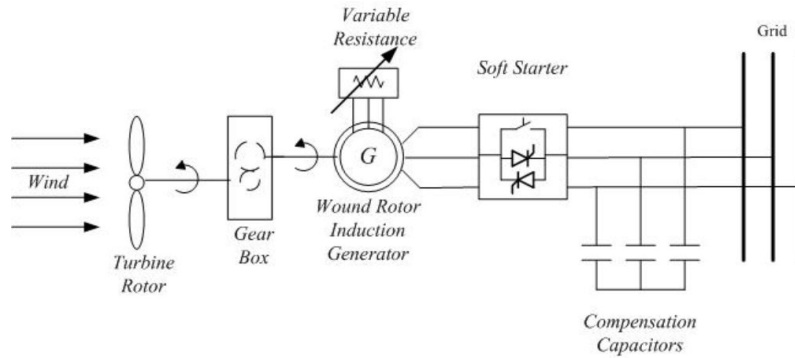 Variable
Resistance
Grid
Soft Starter
G
Wind
Wound Rotor
Induction
Generator
Gear
Box
Turbine
Rotor
Compensation
Capacitors